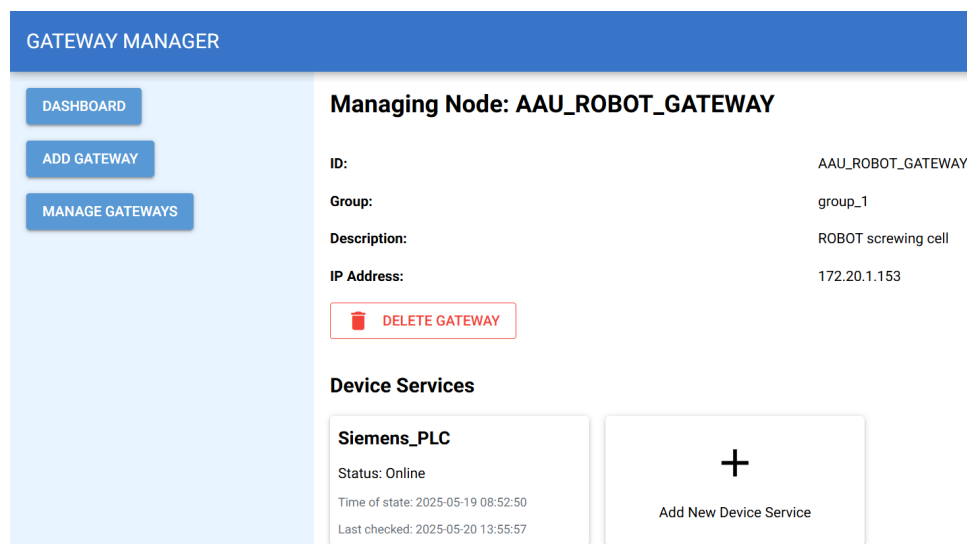 GATEWAY MANAGER
DASHBOARD
ADD GATEWAY
MANAGE GATEWAYS
Managing Node: AAU_ROBOT_GATEWAY
ID: AAU_ROBOT_GATEWAY
Group: group_1
Description: ROBOT screwing cell
IP Address: 172.20.1.153
DELETE GATEWAY
Device Services
Siemens_PLC
Status: Online
Time of state: 2025-05-19 08:52:50
Last checked: 2025-05-20 13:55:57
Add New Device Service